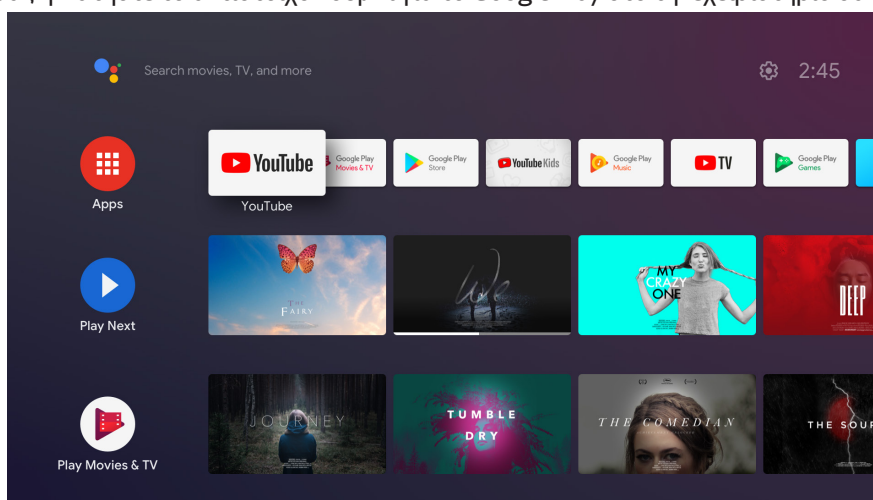 Google Play
Search movies, TV, and more
2:45
YouTube
Google Play
Movies & TV
Google Play
Store
YouTube Kids
Google Play
Music
TV
Google Play
Games
Apps
YouTube
THE
FAIRY
MY
CRAZY
ONE
DEEP
Play Next
JOURNEY
TUMBLE
DRY
THE COMEDIAN
THE SOU
Play Movies & TV